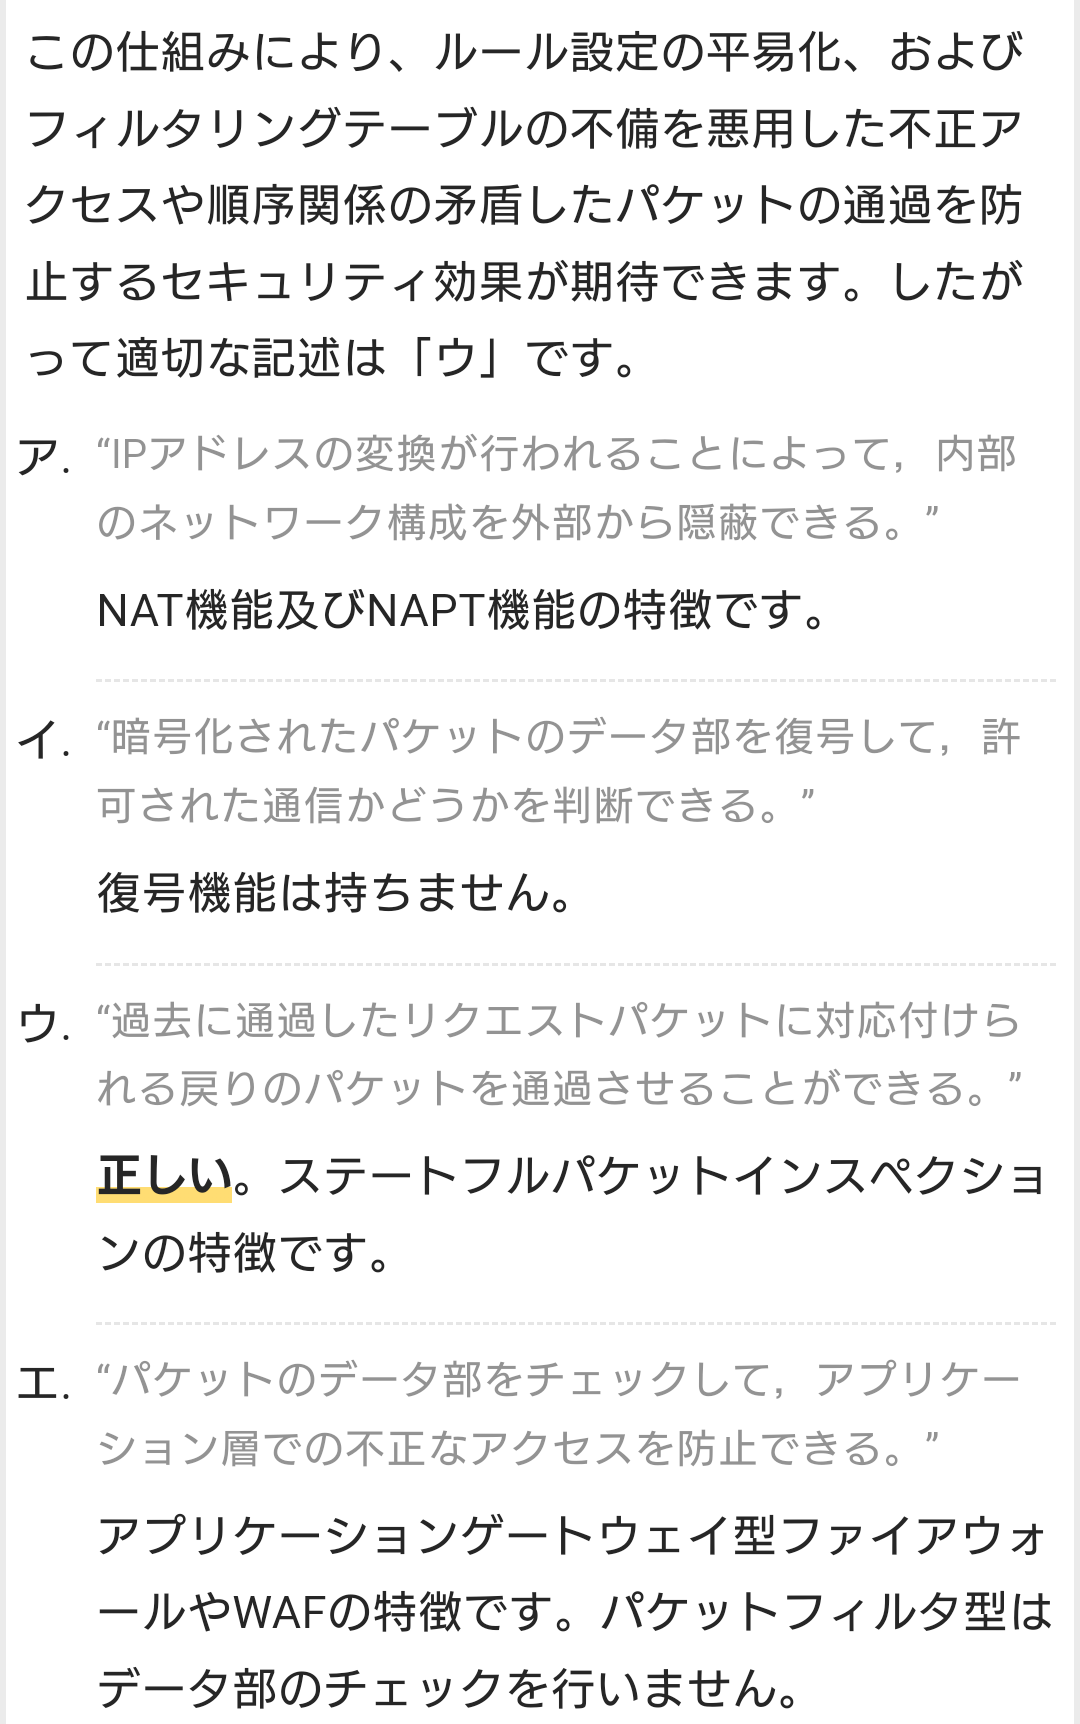 この仕組みにより、ルール設定の平易化、および
フィルタリングテーブルの不備を悪用した不正ア
クセスや順序関係の矛盾したパケットの通過を防
止するセキュリティ効果が期待できます。したが
って適切な記述は「ウ」です。
ア. “IPアドレスの変換が行われることによって，内部
のネットワーク構成を外部から隠蔽できる。”
NAT機能及びNAPT機能の特徴です。
イ. “暗号化されたパケットのデータ部を復号して，許
可された通信かどうかを判断できる。”
復号機能は持ちません。
ウ. “過去に通過したリクエストパケットに対応付けら
れる戻りのパケットを通過させることができる。”
正しい。ステートフルパケットインスペクショ
ンの特徴です。
エ. “パケットのデータ部をチェックして，アプリケー
ション層での不正なアクセスを防止できる。”
アプリケーションゲートウェイ型ファイアウォ
ールやWAFの特徴です。パケットフィルタ型は
データ部のチェックを行いません。